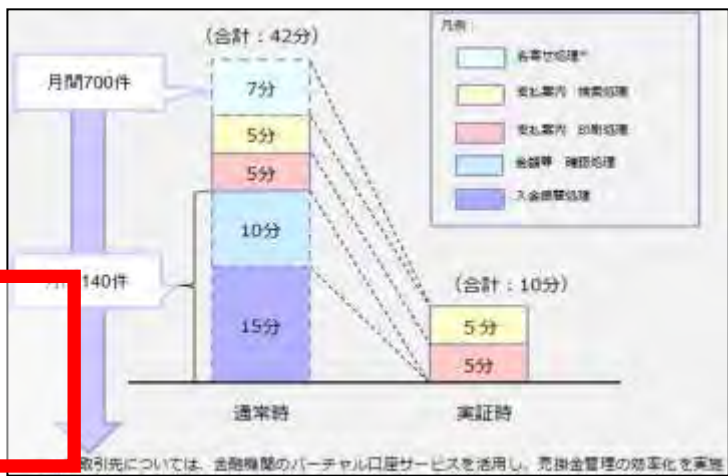 (合計：42分)
凡例：
名寄せ処理*
支払案内 検索処理
支払案内 印刷処理
金額等 確認処理
入金振替処理
月間700件
7分
5分
5分
10分
140件
15分
(合計：10分)
5分
5分
通常時
実証時
取引先については、金融機関のバーチャル口座サービスを活用し、売掛金管理の効率化を実施